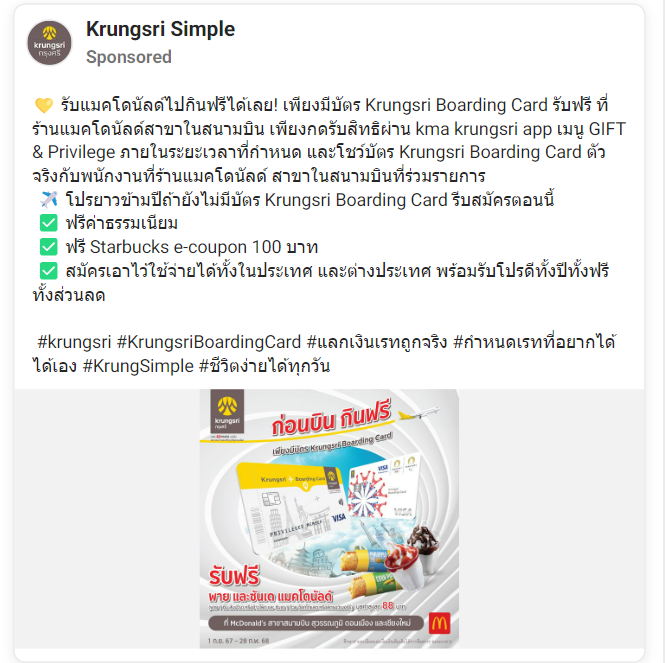 Krungsri Simple
Sponsored
krungsri
กรุงศรี
💛 รับแมคโดนัลด์ไปกินฟรีได้เลย! เพียงมีบัตร Krungsri Boarding Card รับฟรี ที่
ร้านแมคโดนัลด์สาขาในสนามบิน เพียงกดรับสิทธิผ่าน kma krungsri app เมนู GIFT
& Privilege ภายในระยะเวลาที่กำหนด และโชว์บัตร Krungsri Boarding Card ตัว
จริงกับพนักงานที่ร้านแมคโดนัลด์ สาขาในสนามบินที่ร่วมรายการ
✈️ โปรยาวข้ามปีถ้ายังไม่มีบัตร Krungsri Boarding Card รีบสมัครตอนนี้
✅ ฟรีค่าธรรมเนียม
✅ ฟรี Starbucks e-coupon 100 บาท
✅ สมัครเอาไว้ใช้จ่ายได้ทั้งในประเทศ และต่างประเทศ พร้อมรับโปรดีทั้งปีทั้งฟรี
ทั้งส่วนลด
#krungsri #KrungsriBoardingCard #แลกเงินเรทถูกจริง #กำหนดเรทที่อยากได้
ได้เอง #KrungSimple #ชีวิตง่ายได้ทุกวัน
krungsri
กรุงศรี
ก่อนบิน กินฟรี
เพียงมีบัตร Krungsri Boarding Card
Krungsri Boarding Card
VISA
PRIVILEGES MEMBER
VISA
รับฟรี
พาย และซันเด แมคโดนัลด์
88 บาท
ที่ McDonald's สาขาสนามบิน สุวรรณภูมิ ดอนเมือง และเชียงใหม่
1 ก.ย. 67 - 28 ก.พ. 68